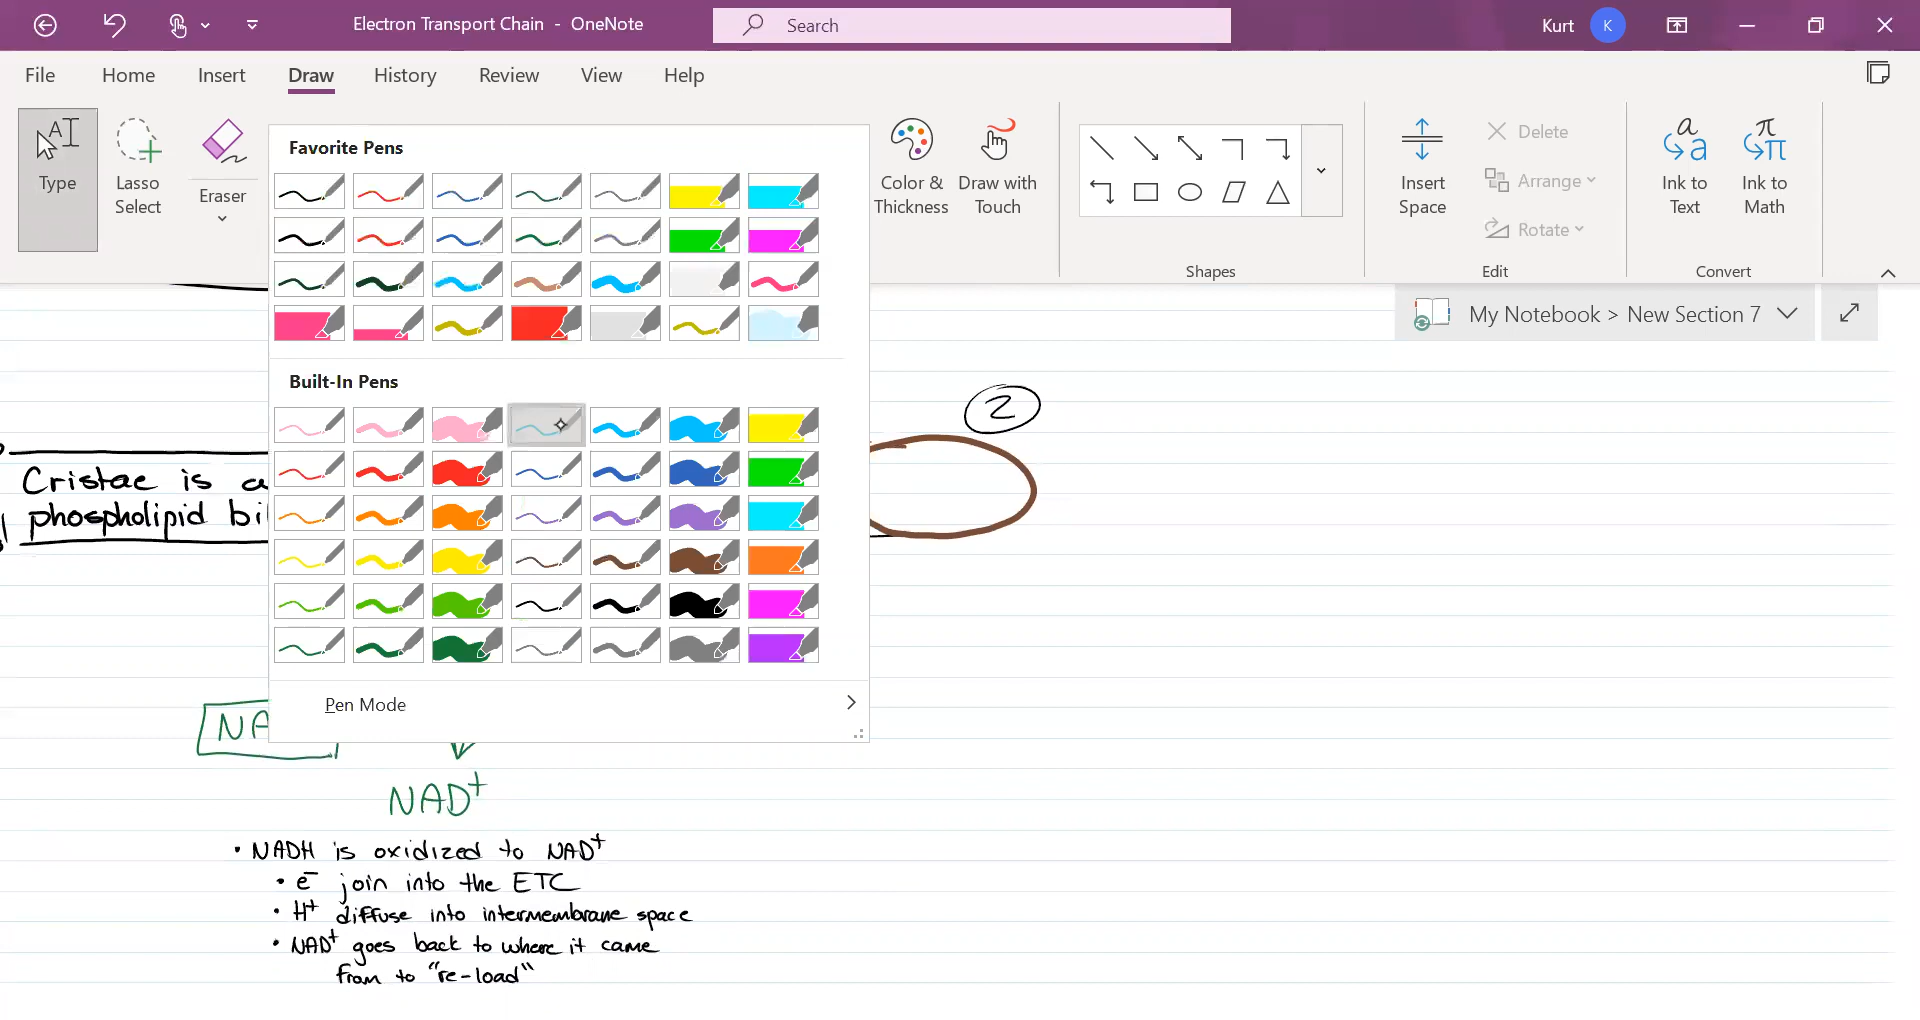 Electron Transport Chain - OneNote
Search
Kurt
K
File Home Insert Draw History Review View Help
Type
Lasso Select
Eraser
Favorite Pens
Built-In Pens
Pen Mode
Color & Thickness
Draw with Touch
Shapes
Insert Space
Delete
Arrange
Rotate
Edit
Ink to Text
Ink to Math
Convert
My Notebook > New Section 7
2
Cristae is a
phospholipid bil
NA
NAD+
• NADH is oxidized to NAD+
• e- join into the ETC
• H+ diffuse into intermembrane space
• NAD+ goes back to where it came
from to "re-load"